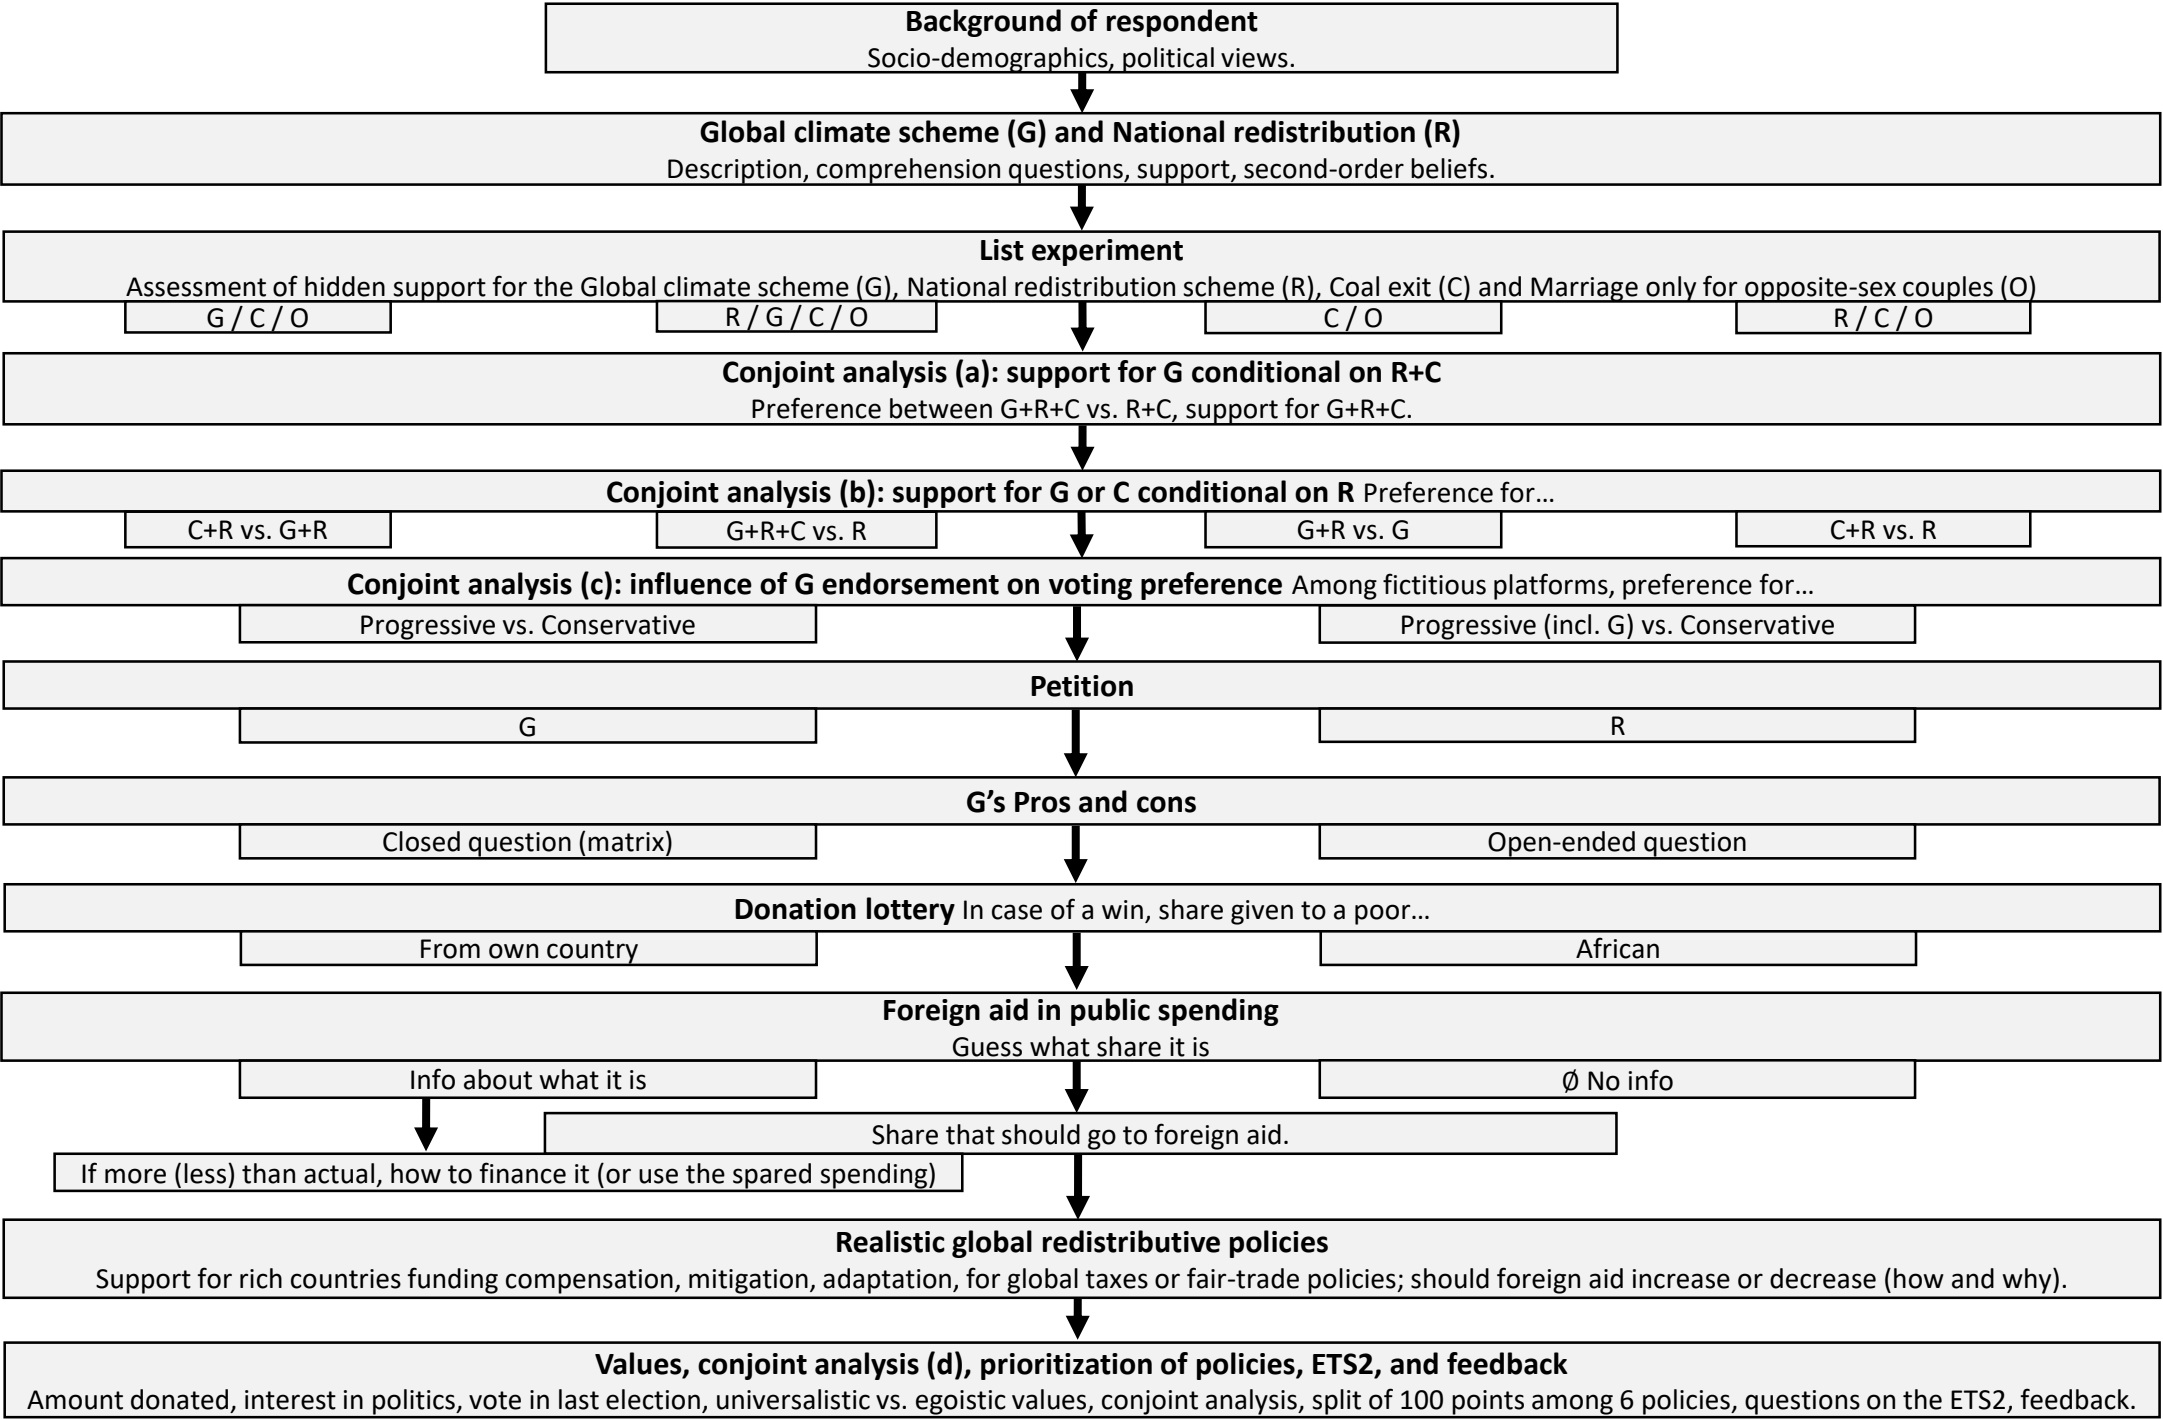 Background of respondent
Socio-demographics, political views.
Global climate scheme (G) and National redistribution (R)
Description, comprehension questions, support, second-order beliefs.
List experiment
Assessment of hidden support for the Global climate scheme (G), National redistribution scheme (R), Coal exit (C) and Marriage only for opposite-sex couples (O)
G / C / O
R / G / C / O
C / O
R / C / O
Conjoint analysis (a): support for G conditional on R+C
Preference between G+R+C vs. R+C, support for G+R+C.
Conjoint analysis (b): support for G or C conditional on R Preference for…
C+R vs. G+R
G+R+C vs. R
G+R vs. G
C+R vs. R
Conjoint analysis (c): influence of G endorsement on voting preference Among fictitious platforms, preference for…
Progressive vs. Conservative
Progressive (incl. G) vs. Conservative
Petition
G
R
G’s Pros and cons
Closed question (matrix)
Open-ended question
Donation lottery In case of a win, share given to a poor…
From own country
African
Foreign aid in public spending
Guess what share it is
Info about what it is
Ø No info
Share that should go to foreign aid.
If more (less) than actual, how to finance it (or use the spared spending)
Realistic global redistributive policies
Support for rich countries funding compensation, mitigation, adaptation, for global taxes or fair-trade policies; should foreign aid increase or decrease (how and why).
Values, conjoint analysis (d), prioritization of policies, ETS2, and feedback
Amount donated, interest in politics, vote in last election, universalistic vs. egoistic values, conjoint analysis, split of 100 points among 6 policies, questions on the ETS2, feedback.